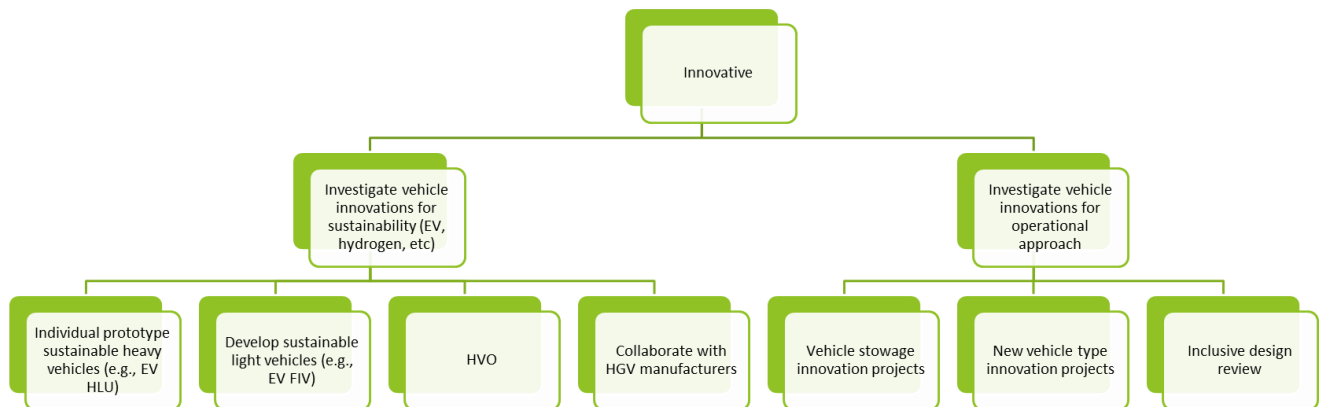 Innovative
Investigate vehicle
innovations for
sustainability (EV,
hydrogen, etc)
Investigate vehicle
innovations for
operational
approach
Individual prototype
sustainable heavy
vehicles (e.g., EV
HLU)
Develop sustainable
light vehicles (e.g.,
EV FIV)
HVO
Collaborate with
HGV manufacturers
Vehicle stowage
innovation projects
New vehicle type
innovation projects
Inclusive design
review